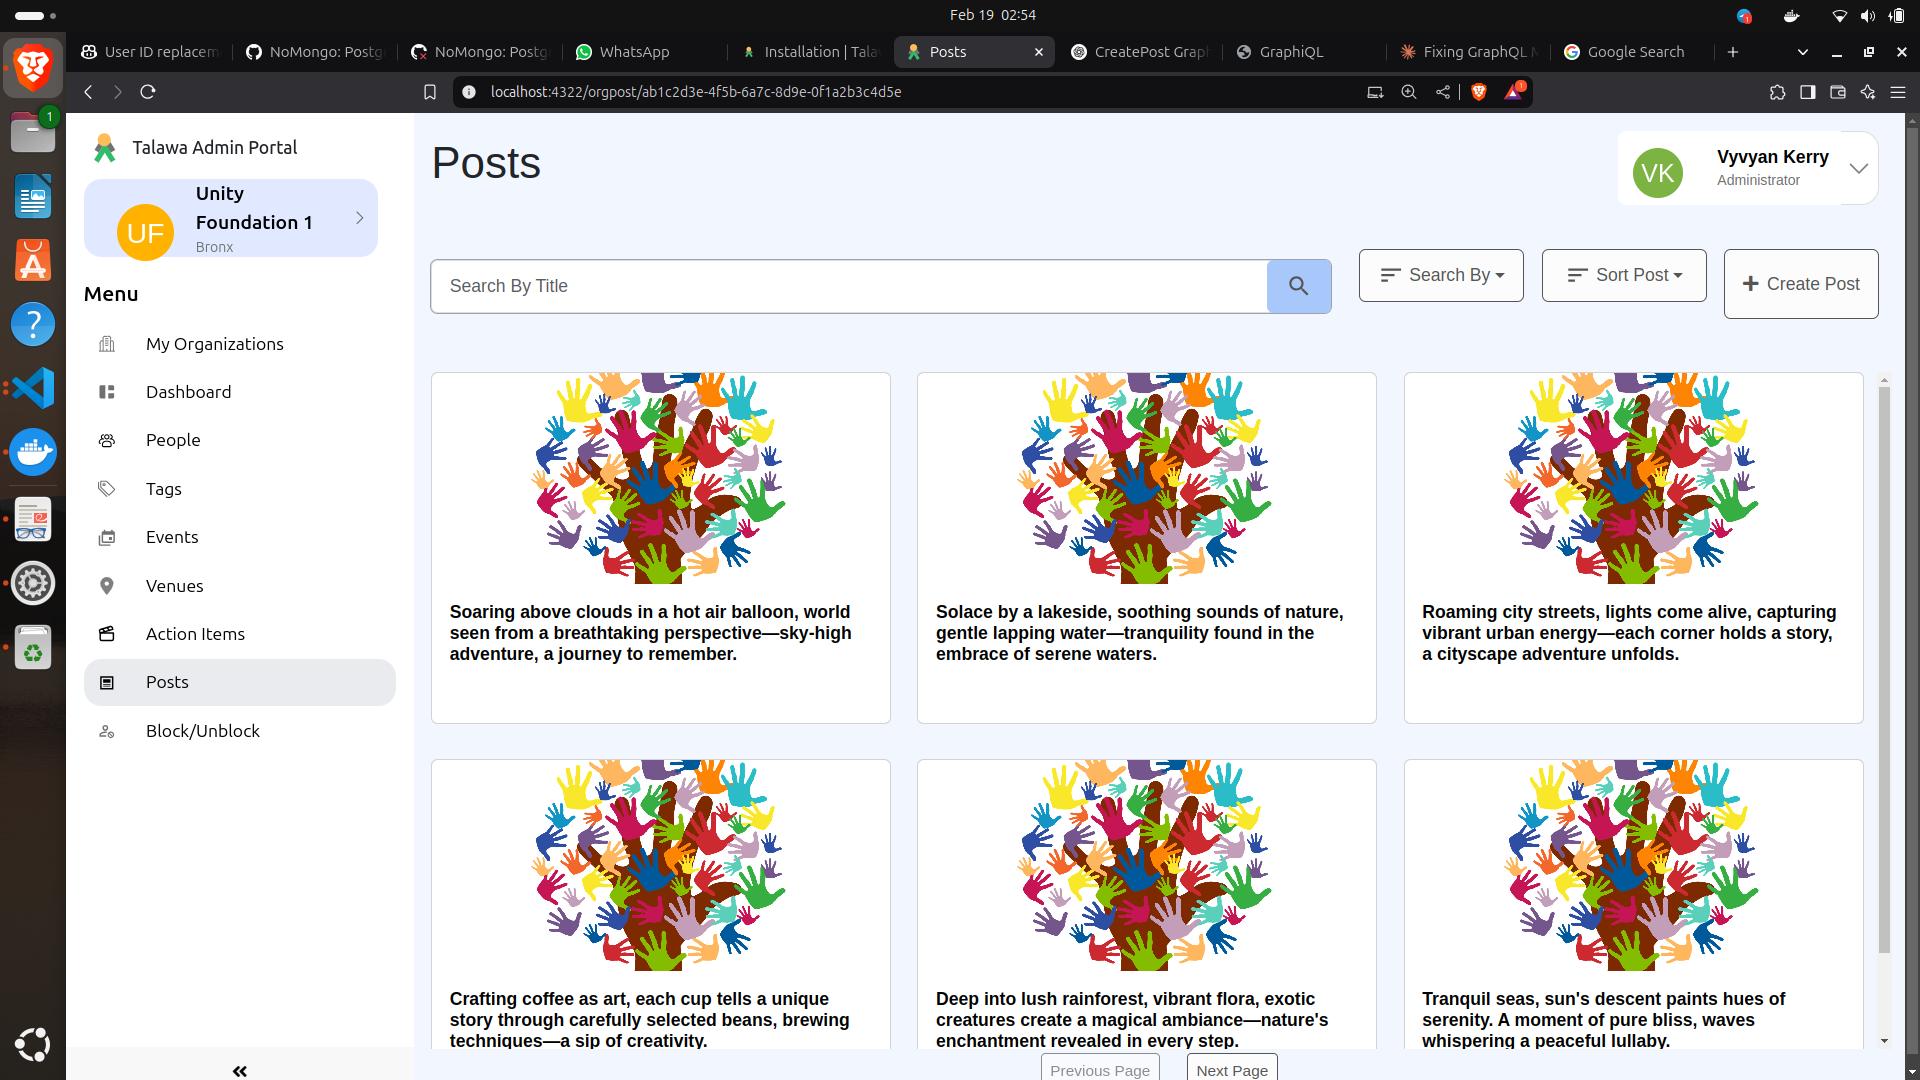 Feb 19 02:54
User ID replacem
NoMongo: Postg
NoMongo: Postg
WhatsApp
Installation | Tala
Posts
CreatePost Grap
GraphiQL
Fixing GraphQL
Google Search
localhost:4322/orgpost/ab1c2d3e-4f5b-6a7c-8d9e-0f1a2b3c4d5e
1
1
Talawa Admin Portal
UF
Unity
Foundation 1
Bronx
Menu
My Organizations
Dashboard
People
Tags
Events
Venues
Action Items
Posts
Block/Unblock
Posts
VK
Vyvyan Kerry
Administrator
Search By Title
Search By
Sort Post
Create Post
Soaring above clouds in a hot air balloon, world
seen from a breathtaking perspective—sky-high
adventure, a journey to remember.
Solace by a lakeside, soothing sounds of nature,
gentle lapping water—tranquility found in the
embrace of serene waters.
Roaming city streets, lights come alive, capturing
vibrant urban energy—each corner holds a story,
a cityscape adventure unfolds.
Crafting coffee as art, each cup tells a unique
story through carefully selected beans, brewing
techniques—a sip of creativity.
Deep into lush rainforest, vibrant flora, exotic
creatures create a magical ambiance—nature's
enchantment revealed in every step.
Tranquil seas, sun's descent paints hues of
serenity. A moment of pure bliss, waves
whispering a peaceful lullaby.
Previous Page
Next Page